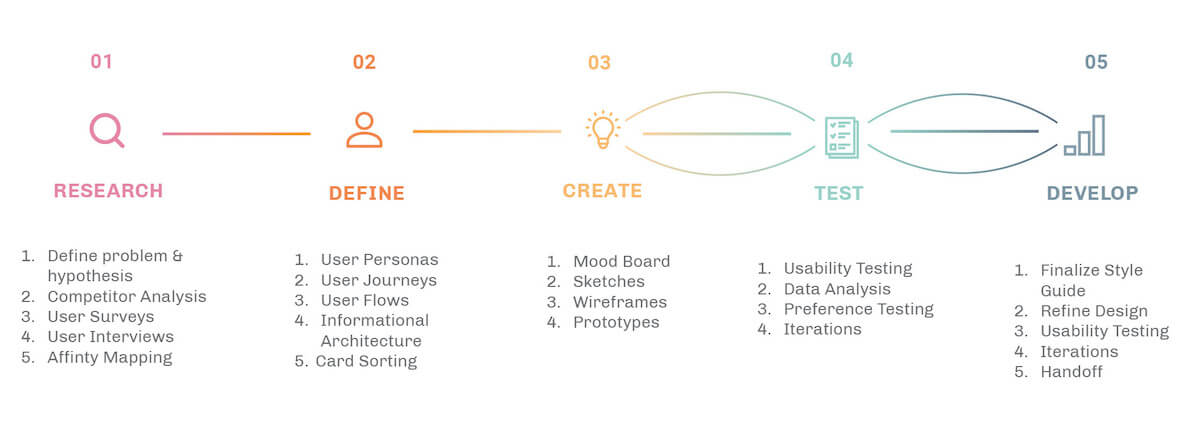 01
RESEARCH
1. Define problem &
hypothesis
2. Competitor Analysis
3. User Surveys
4. User Interviews
5. Affinty Mapping
02
DEFINE
1. User Personas
2. User Journeys
3. User Flows
4. Informational
Architecture
5. Card Sorting
03
CREATE
1. Mood Board
2. Sketches
3. Wireframes
4. Prototypes
04
TEST
1. Usability Testing
2. Data Analysis
3. Preference Testing
4. Iterations
05
DEVELOP
1. Finalize Style
Guide
2. Refine Design
3. Usability Testing
4. Iterations
5. Handoff